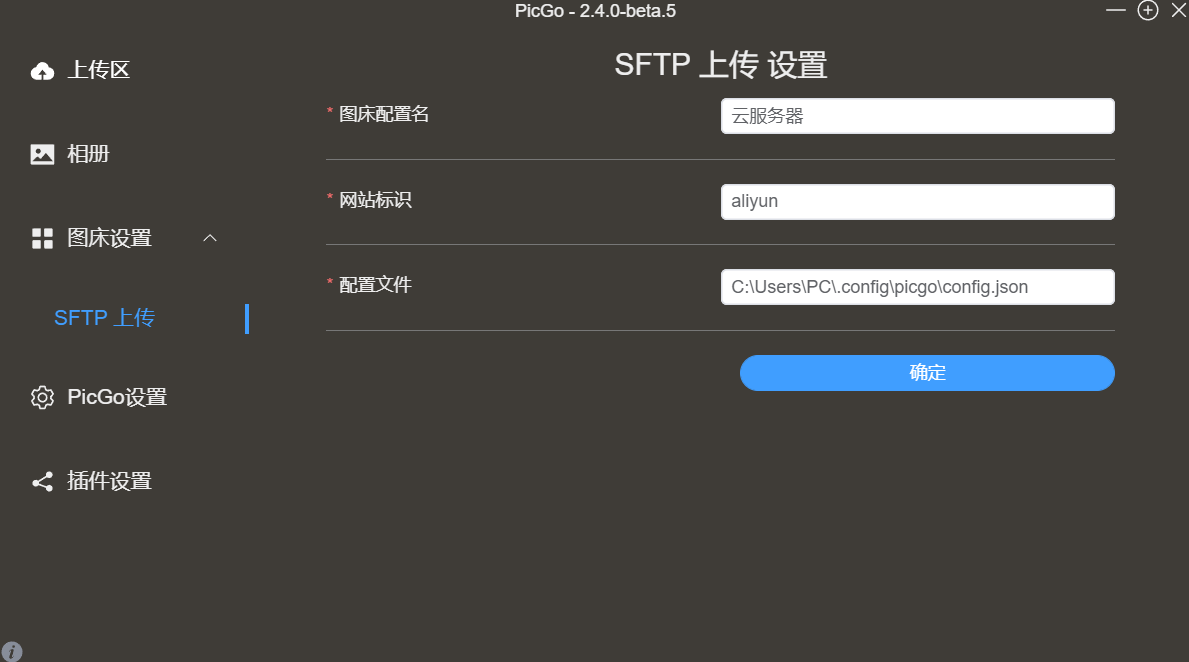 PicGo - 2.4.0-beta.5
上传区
相册
图床设置
SFTP 上传
PicGo设置
插件设置
SFTP 上传 设置
* 图床配置名
云服务器
* 网站标识
aliyun
* 配置文件
C:\Users\PC\.config\picgo\config.json
确定